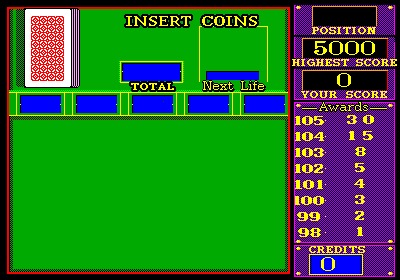 INSERT COINS
TOTAL
Next Life
POSITION
5000
HIGHEST SCORE
0
YOUR SCORE
Awards
105 30
104 15
103 8
102 5
101 4
100 3
99 2
98 1
CREDITS
0